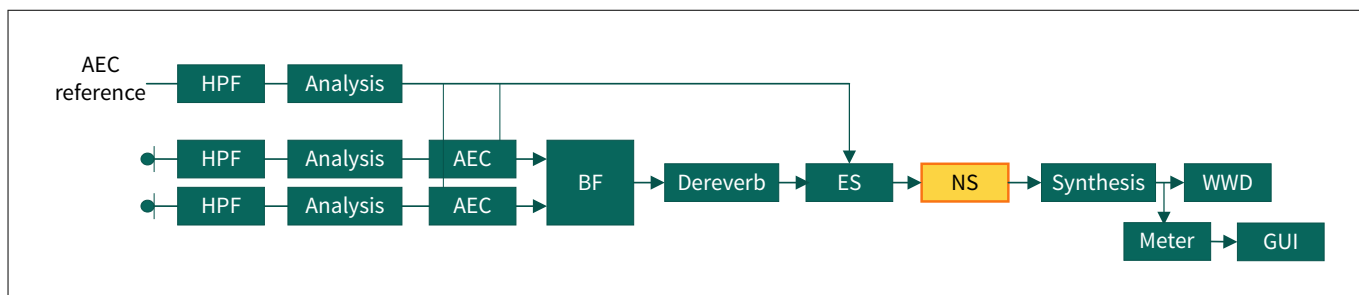 AEC
reference
HPF
Analysis
HPF
Analysis
AEC
HPF
Analysis
AEC
BF
Dereverb
ES
NS
Synthesis
WWD
Meter
GUI